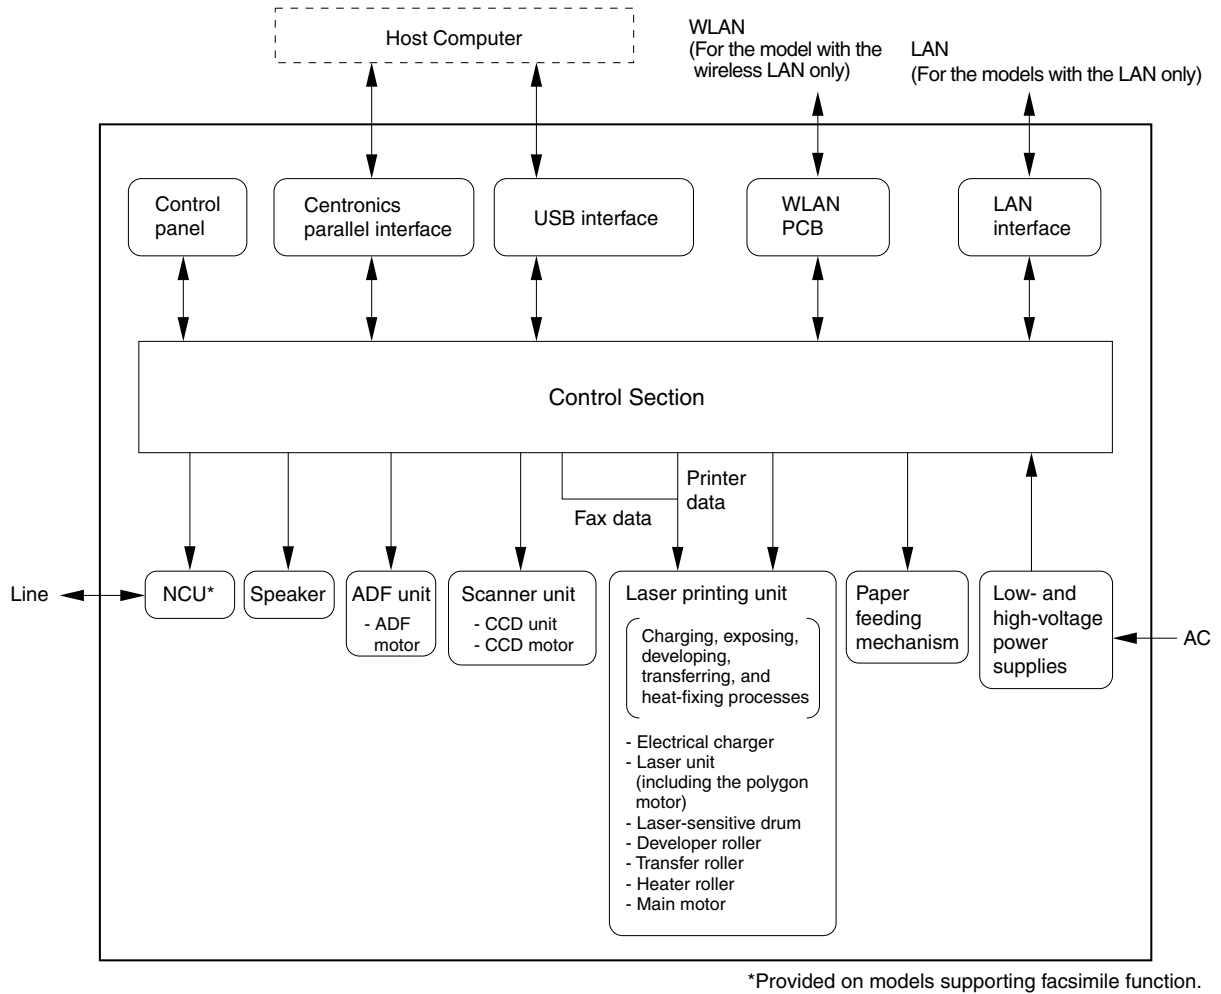 Host Computer
WLAN
(For the model with the
wireless LAN only)
LAN
(For the models with the LAN only)
Control
panel
Centronics
parallel interface
USB interface
WLAN
PCB
LAN
interface
Control Section
Printer
data
Fax data
Line
NCU*
Speaker
ADF unit
- ADF
motor
Scanner unit
- CCD unit
- CCD motor
Laser printing unit
Charging, exposing,
developing,
transferring, and
heat-fixing processes
- Electrical charger
- Laser unit
(including the polygon
motor)
- Laser-sensitive drum
- Developer roller
- Transfer roller
- Heater roller
- Main motor
Paper
feeding
mechanism
Low- and
high-voltage
power
supplies
AC
*Provided on models supporting facsimile function.